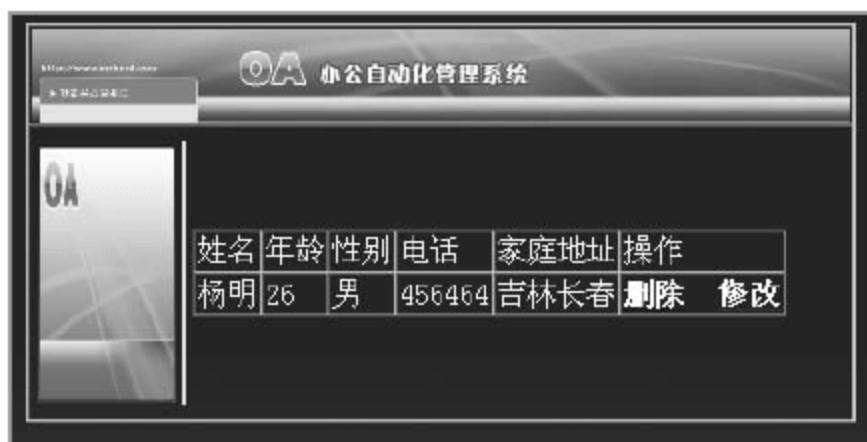 OA 办公自动化管理系统
OA
姓名 年龄 性别 电话 家庭地址 操作
杨明 26 男 456464 吉林长春 删除 修改